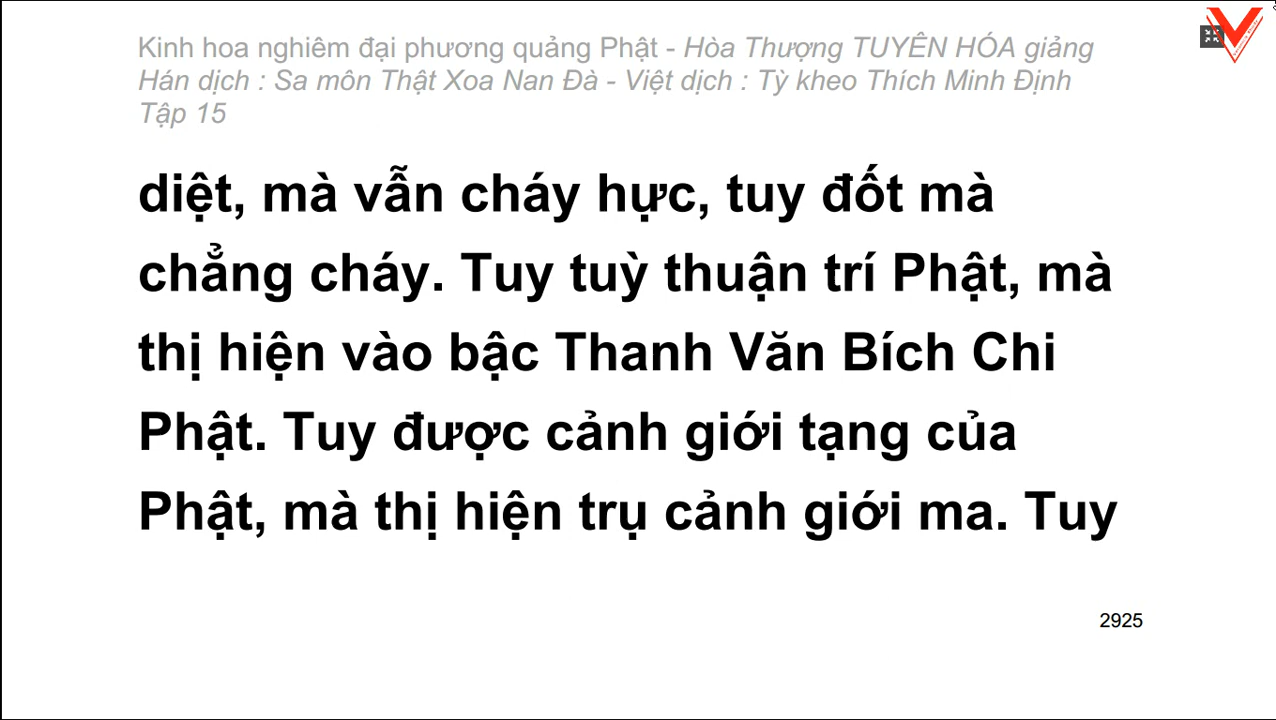 Kinh hoa nghiêm đại phương quảng Phật - Hòa Thượng TUYÊN HÓA giảng
Hán dịch : Sa môn Thật Xoa Nan Đà - Việt dịch : Tỳ kheo Thích Minh Định
Tập 15
diệt, mà vẫn cháy hực, tuy đốt mà
chẳng cháy. Tuy tuỳ thuận trí Phật, mà
thị hiện vào bậc Thanh Văn Bích Chi
Phật. Tuy được cảnh giới tạng của
Phật, mà thị hiện trụ cảnh giới ma. Tuy
2925